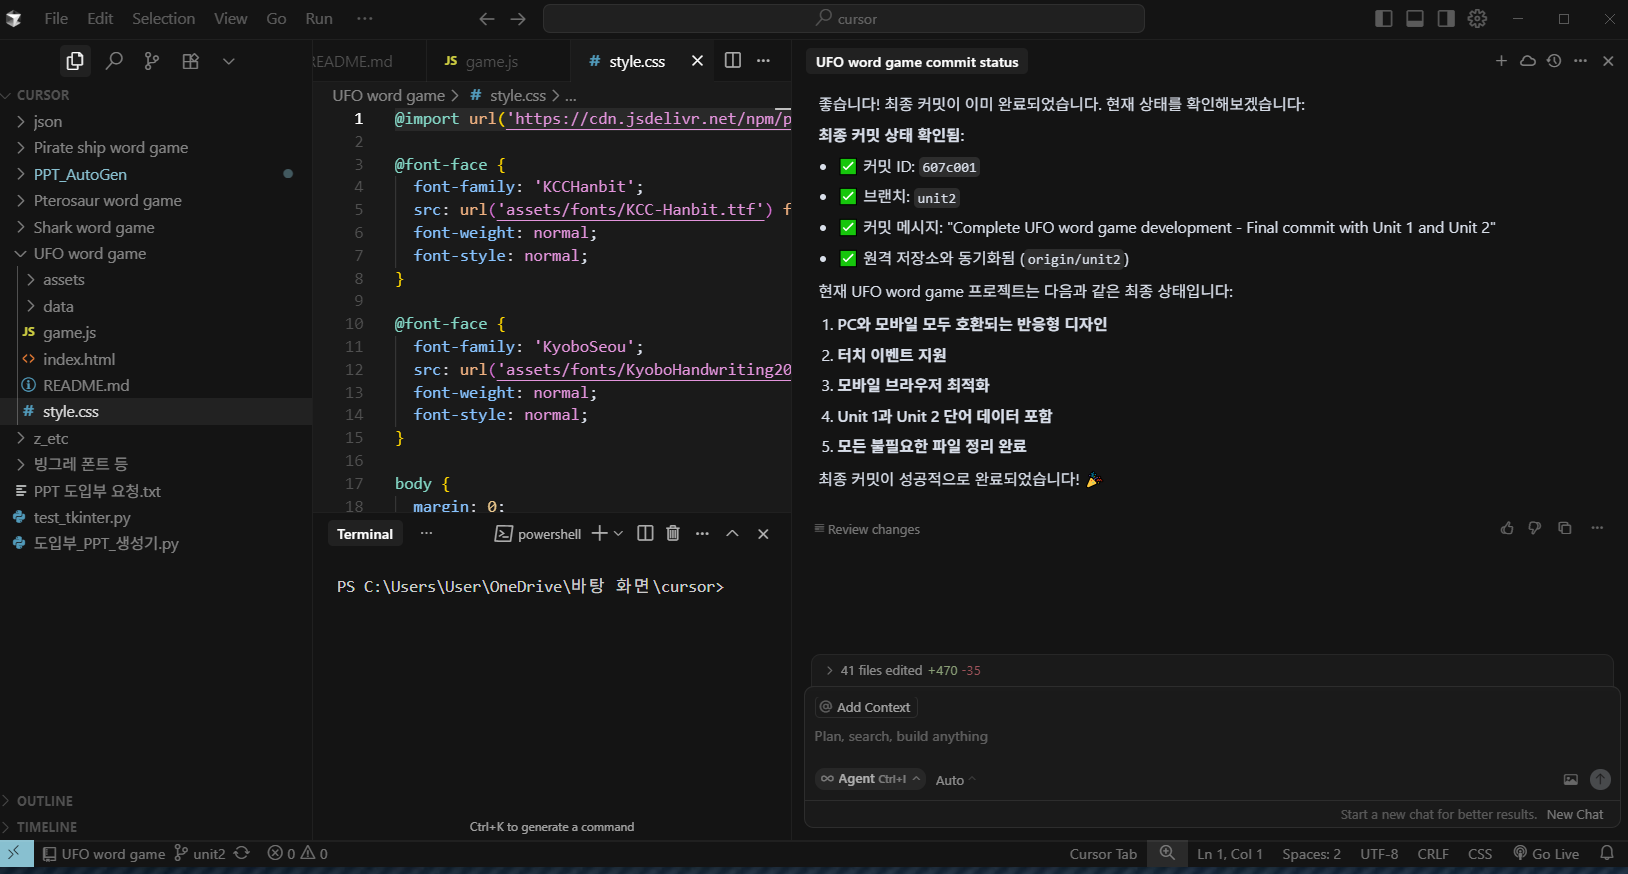 File Edit Selection View Go Run ···
cursor
CURSOR
json
Pirate ship word game
PPT_AutoGen
Pterosaur word game
Shark word game
UFO word game
assets
data
JS game.js
<> index.html
README.md
# style.css
z_etc
빙그레 폰트 등
PPT 도입부 요청.txt
test_tkinter.py
도입부_PPT_생성기.py
OUTLINE
TIMELINE
README.md
JS game.js
# style.css
UFO word game > # style.css > ...
1 @import url('https://cdn.jsdelivr.net/npm/p
2
3 @font-face {
4 font-family: 'KCCHanbit';
5 src: url('assets/fonts/KCC-Hanbit.ttf') f
6 font-weight: normal;
7 font-style: normal;
8 }
9
10 @font-face {
11 font-family: 'KyoboSeou';
12 src: url('assets/fonts/KyoboHandwriting20
13 font-weight: normal;
14 font-style: normal;
15 }
16
17 body {
18 margin: 0;
Terminal ··· powershell
PS C:\Users\User\OneDrive\바탕 화면\cursor>
Ctrl+K to generate a command
UFO word game commit status
좋습니다! 최종 커밋이 이미 완료되었습니다. 현재 상태를 확인해보겠습니다:
최종 커밋 상태 확인됨:
• ✅ 커밋 ID: 607c001
• ✅ 브랜치: unit2
• ✅ 커밋 메시지: "Complete UFO word game development - Final commit with Unit 1 and Unit 2"
• ✅ 원격 저장소와 동기화됨 (origin/unit2)
현재 UFO word game 프로젝트는 다음과 같은 최종 상태입니다:
1. PC와 모바일 모두 호환되는 반응형 디자인
2. 터치 이벤트 지원
3. 모바일 브라우저 최적화
4. Unit 1과 Unit 2 단어 데이터 포함
5. 모든 불필요한 파일 정리 완료
최종 커밋이 성공적으로 완료되었습니다! 🎉
Review changes
41 files edited +470 -35
@ Add Context
Plan, search, build anything
∞ Agent Ctrl+I Auto
Start a new chat for better results. New Chat
UFO word game unit2 0 0 Cursor Tab Ln 1, Col 1 Spaces: 2 UTF-8 CRLF CSS Go Live